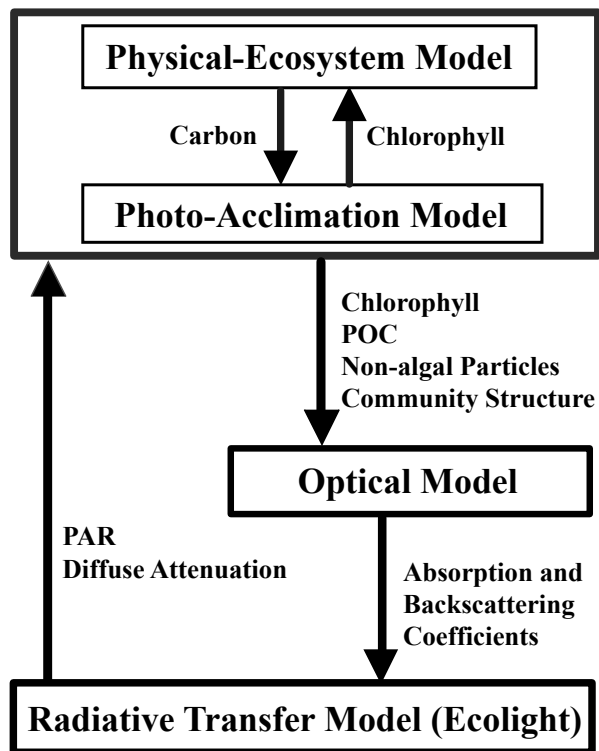 Physical-Ecosystem Model
Carbon
Chlorophyll
Photo-Acclimation Model
Chlorophyll
POC
Non-algal Particles
Community Structure
Optical Model
PAR
Diffuse Attenuation
Absorption and
Backscattering
Coefficients
Radiative Transfer Model (Ecolight)